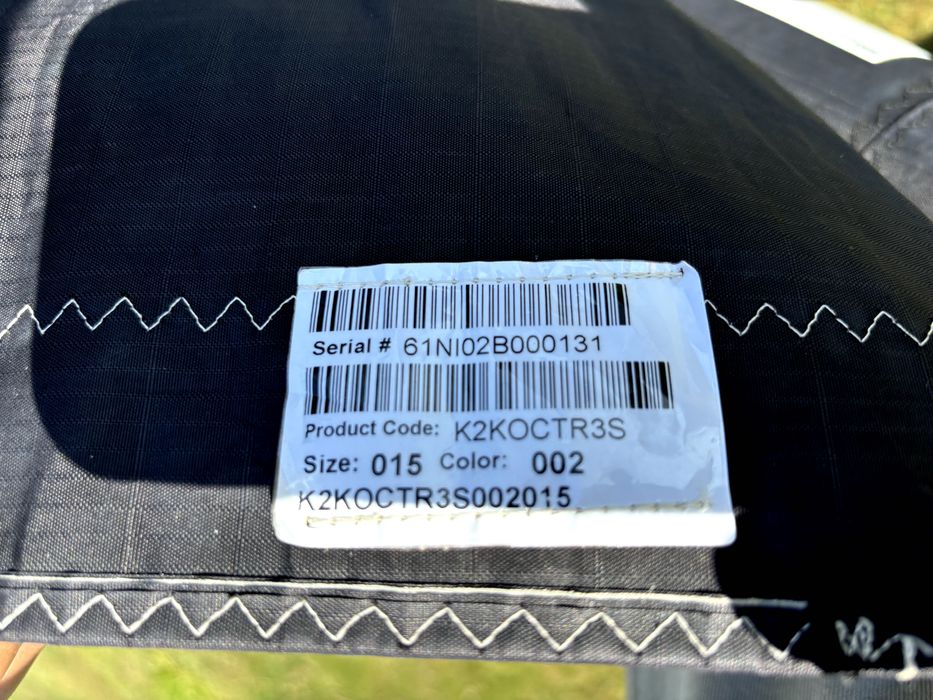 Serial # 61NI02B000131
Product Code: K2KOCTR3S
Size: 015 Color: 002
K2KOCTR3S002015